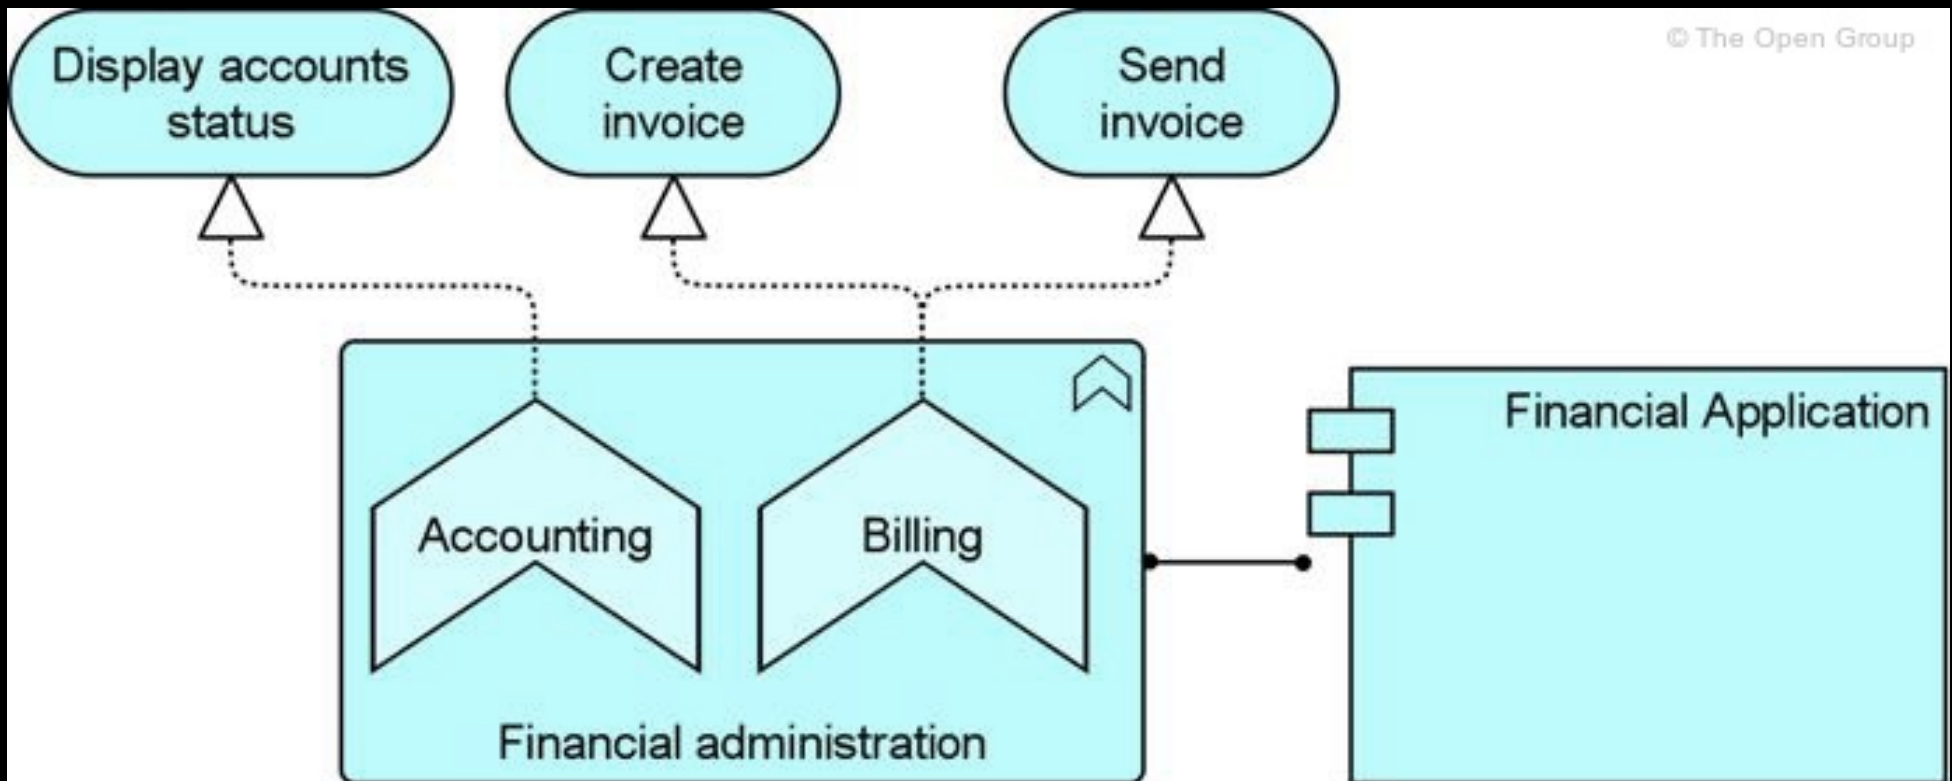 © The Open Group
Display accounts
status
Create
invoice
Send
invoice
Financial Application
Accounting
Billing
Financial administration